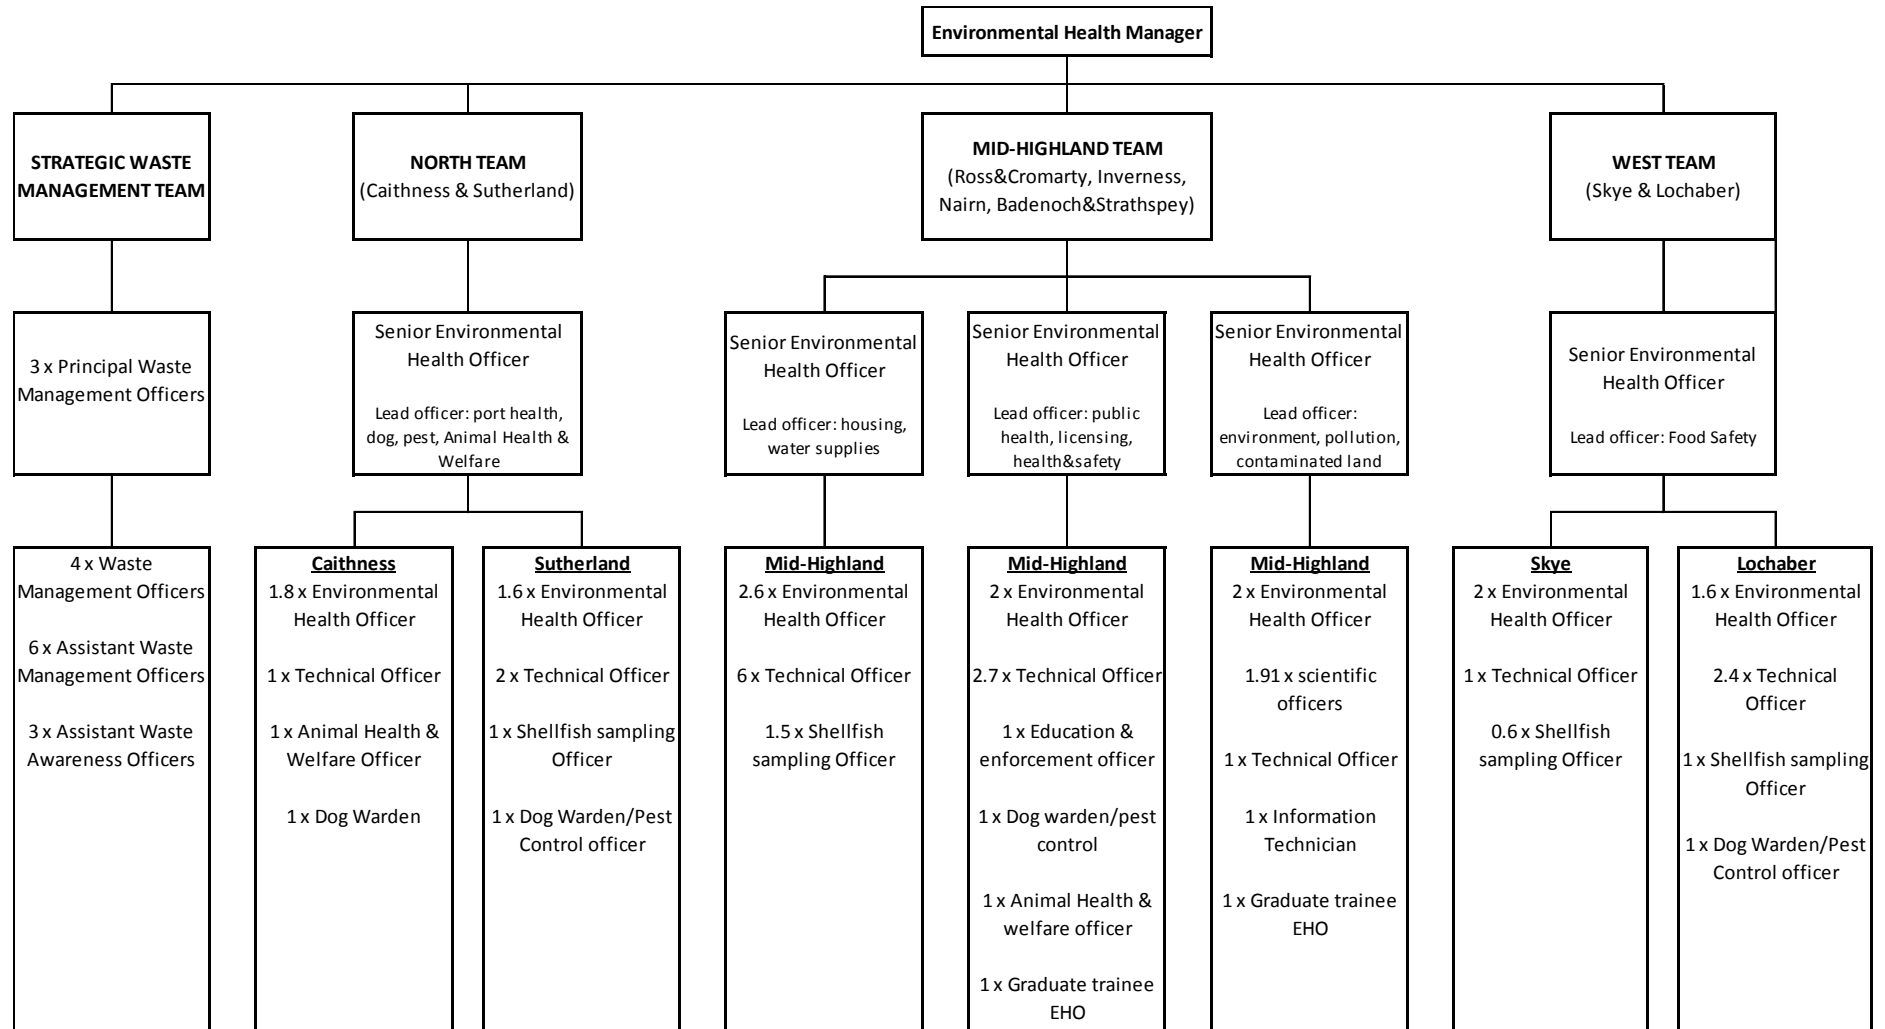 Environmental Health Manager
STRATEGIC WASTE
MANAGEMENT TEAM
NORTH TEAM
(Caithness & Sutherland)
MID-HIGHLAND TEAM
(Ross&Cromarty, Inverness,
Nairn, Badenoch&Strathspey)
WEST TEAM
(Skye & Lochaber)
3 x Principal Waste
Management Officers
Senior Environmental
Health Officer
Lead officer: port health,
dog, pest, Animal Health &
Welfare
Senior Environmental
Health Officer
Lead officer: housing,
water supplies
Senior Environmental
Health Officer
Lead officer: public
health, licensing,
health&safety
Senior Environmental
Health Officer
Lead officer:
environment, pollution,
contaminated land
Senior Environmental
Health Officer
Lead officer: Food Safety
4 x Waste
Management Officers
6 x Assistant Waste
Management Officers
3 x Assistant Waste
Awareness Officers
Caithness
1.8 x Environmental
Health Officer
1 x Technical Officer
1 x Animal Health &
Welfare Officer
1 x Dog Warden
Sutherland
1.6 x Environmental
Health Officer
2 x Technical Officer
1 x Shellfish sampling
Officer
1 x Dog Warden/Pest
Control officer
Mid-Highland
2.6 x Environmental
Health Officer
6 x Technical Officer
1.5 x Shellfish
sampling Officer
Mid-Highland
2 x Environmental
Health Officer
2.7 x Technical Officer
1 x Education &
enforcement officer
1 x Dog warden/pest
control
1 x Animal Health &
welfare officer
1 x Graduate trainee
EHO
Mid-Highland
2 x Environmental
Health Officer
1.91 x scientific
officers
1 x Technical Officer
1 x Information
Technician
1 x Graduate trainee
EHO
Skye
2 x Environmental
Health Officer
1 x Technical Officer
0.6 x Shellfish
sampling Officer
Lochaber
1.6 x Environmental
Health Officer
2.4 x Technical
Officer
1 x Shellfish sampling
Officer
1 x Dog Warden/Pest
Control officer